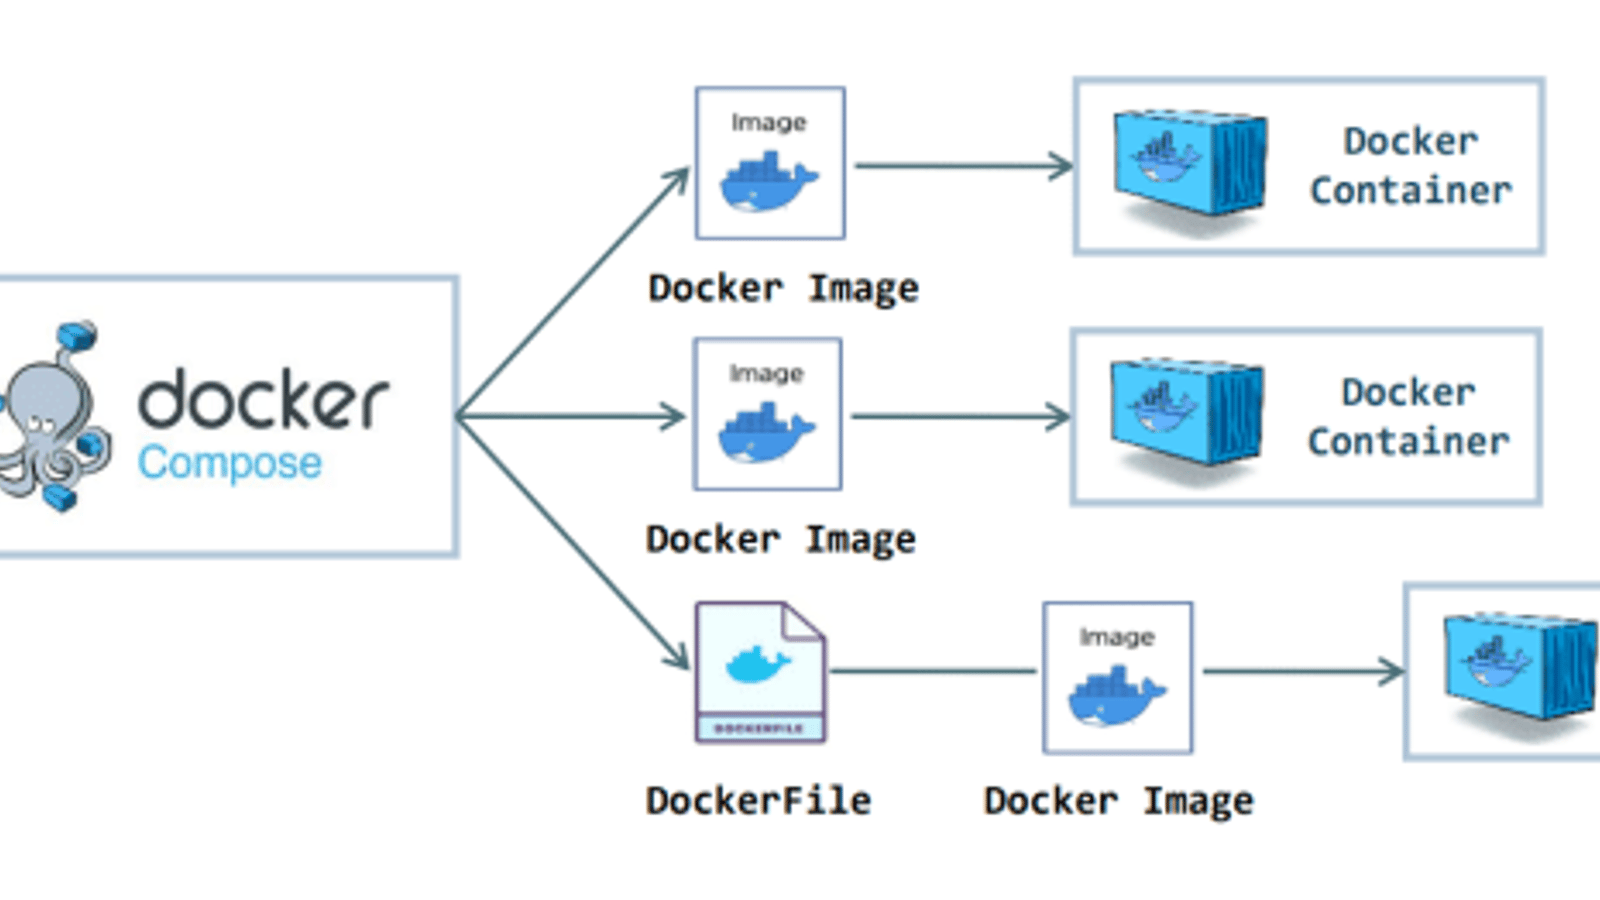 Image
Docker
Container
Docker Image
docker
Compose
Image
Docker
Container
Docker Image
DOCKERFILE
Image
DockerFile
Docker Image